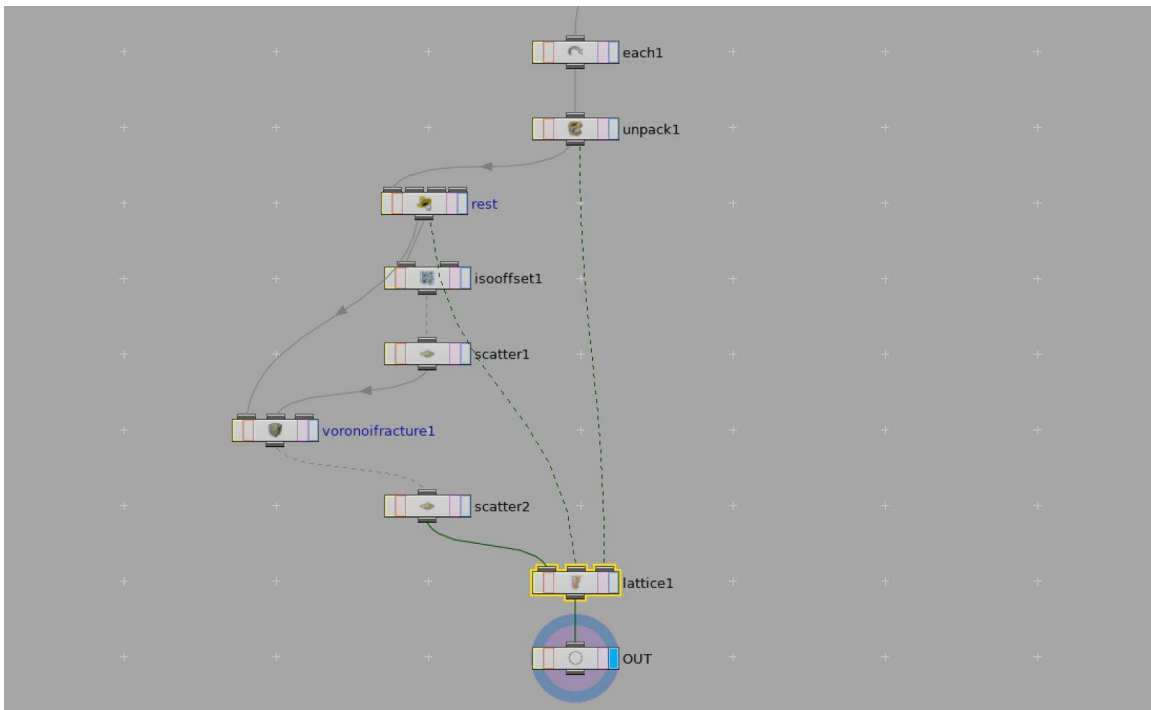 each1
unpack1
rest
isooffset1
scatter1
voronoifracture1
scatter2
lattice1
OUT